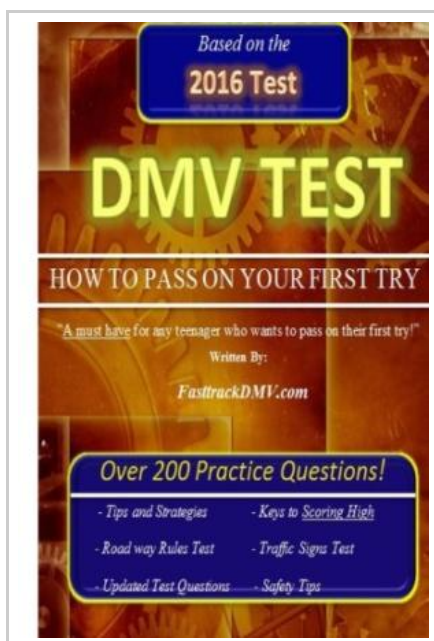 Based on the
2016 Test
DMV TEST
HOW TO PASS ON YOUR FIRST TRY
"A must have for any teenager who wants to pass on their first try!"
Written By:
FasttrackDMV.com
Over 200 Practice Questions!
- Tips and Strategies - Keys to Scoring High
- Road way Rules Test - Traffic Signs Test
- Updated Test Questions - Safety Tips